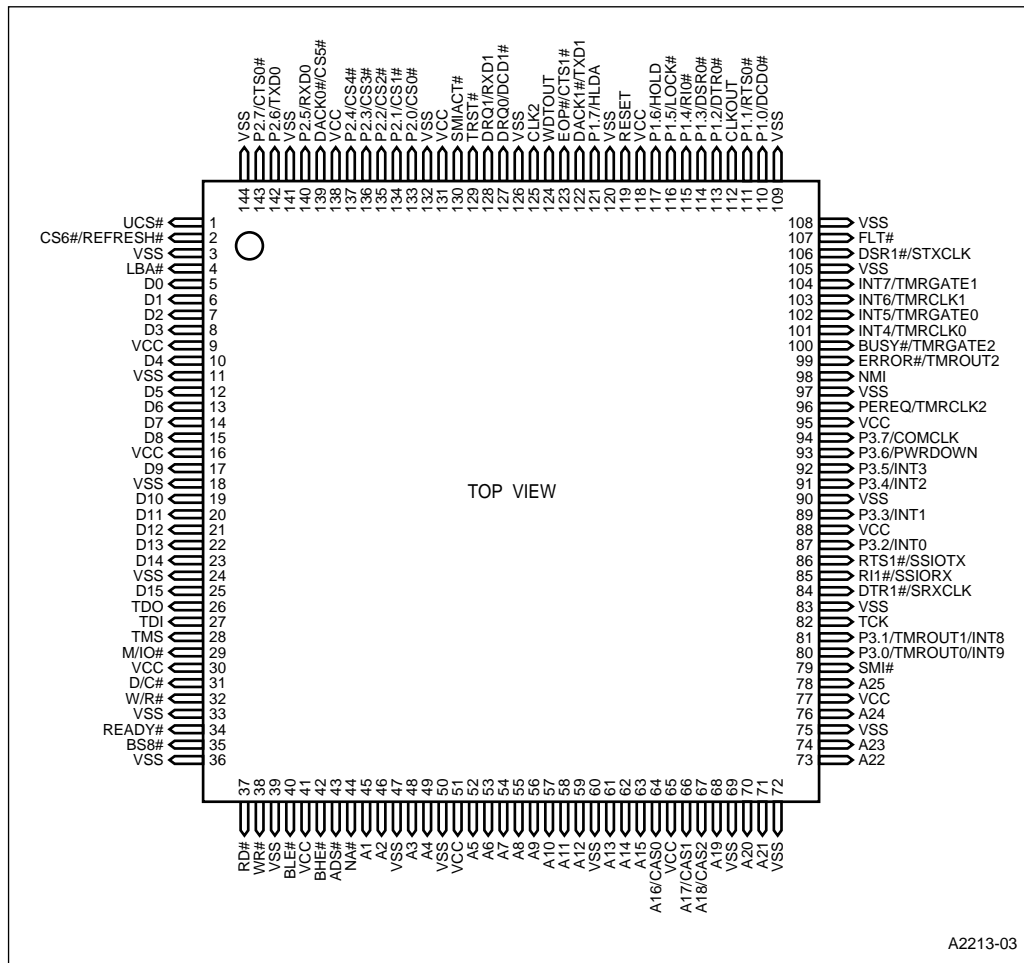 VSS
P2.7/CTS0#
P2.6/TXD0
VSS
P2.5/RXD0
DACK0#/CS5#
VCC
P2.4/CS4#
P2.3/CS3#
P2.2/CS2#
P2.1/CS1#
P2.0/CS0#
VSS
VCC
SMIACT#
TRST#
DRQ1/RXD1
DRQ0/DCD1#
VSS
CLK2
WDTOUT
EOP#/CTS1#
DACK1#/TXD1
P1.7/HLDA
VSS
RESET
VCC
P1.6/HOLD
P1.5/LOCK#
P1.4/RI0#
P1.3/DSR0#
P1.2/DTR0#
CLKOUT
P1.1/RTS0#
P1.0/DCD0#
VSS
144
143
142
141
140
139
138
137
136
135
134
133
132
131
130
129
128
127
126
125
124
123
122
121
120
119
118
117
116
115
114
113
112
111
110
109
UCS# 1
CS6#/REFRESH# 2
VSS 3
LBA# 4
D0 5
D1 6
D2 7
D3 8
VCC 9
D4 10
VSS 11
D5 12
D6 13
D7 14
D8 15
VCC 16
D9 17
VSS 18
D10 19
D11 20
D12 21
D13 22
D14 23
VSS 24
D15 25
TDO 26
TDI 27
TMS 28
M/IO# 29
VCC 30
D/C# 31
W/R# 32
VSS 33
READY# 34
BS8# 35
VSS 36
TOP VIEW
108 VSS
107 FLT#
106 DSR1#/STXCLK
105 VSS
104 INT7/TMRGATE1
103 INT6/TMRCLK1
102 INT5/TMRGATE0
101 INT4/TMRCLK0
100 BUSY#/TMRGATE2
99 ERROR#/TMROUT2
98 NMI
97 VSS
96 PEREQ/TMRCLK2
95 VCC
94 P3.7/COMCLK
93 P3.6/PWRDOWN
92 P3.5/INT3
91 P3.4/INT2
90 VSS
89 P3.3/INT1
88 VCC
87 P3.2/INT0
86 RTS1#/SSIOTX
85 RI1#/SSIORX
84 DTR1#/SRXCLK
83 VSS
82 TCK
81 P3.1/TMROUT1/INT8
80 P3.0/TMROUT0/INT9
79 SMI#
78 A25
77 VCC
76 A24
75 VSS
74 A23
73 A22
37
38
39
40
41
42
43
44
45
46
47
48
49
50
51
52
53
54
55
56
57
58
59
60
61
62
63
64
65
66
67
68
69
70
71
72
RD#
WR#
VSS
BLE#
VCC
BHE#
ADS#
NA#
A1
A2
VSS
A3
A4
VSS
VCC
A5
A6
A7
A8
A9
A10
A11
A12
VSS
A13
A14
A15
A16/CAS0
VCC
A17/CAS1
A18/CAS2
A19
VSS
A20
A21
VSS
A2213-03